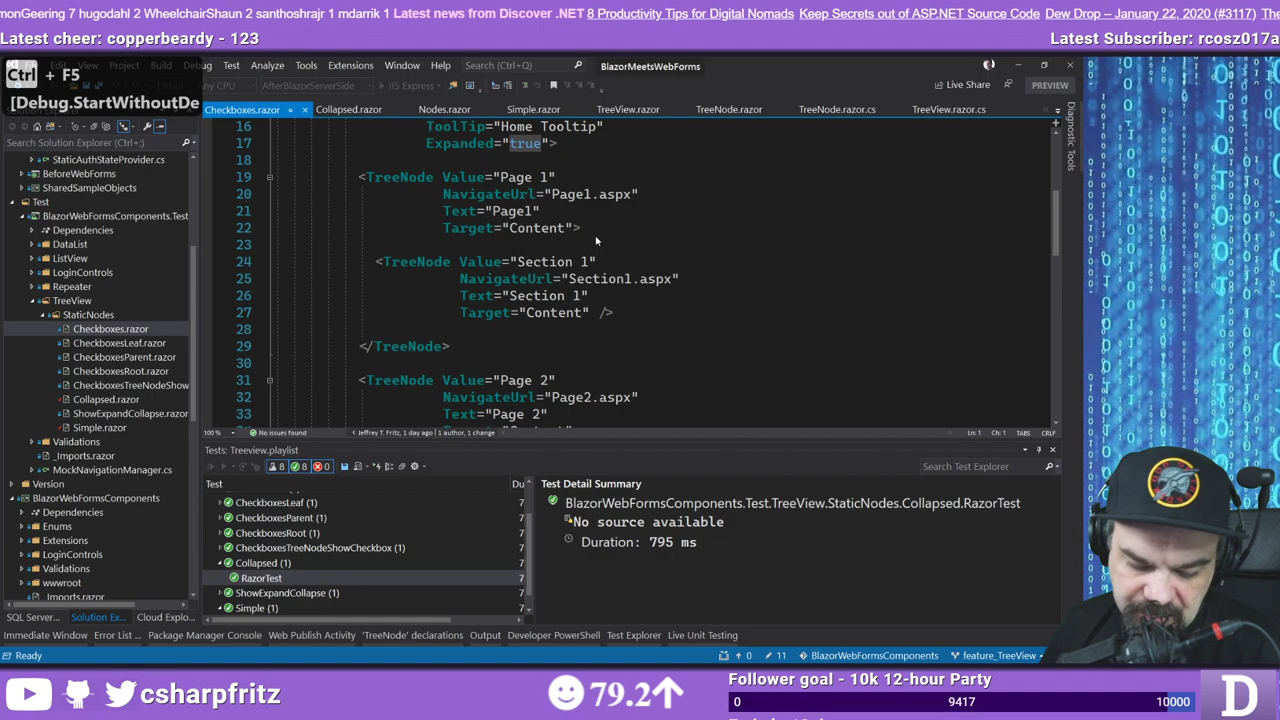 monGeering 7 hugodahl 2 WheelchairShaun 2 santhoshrajr 1 mdarrik 1 Latest news from Discover .NET 8 Productivity Tips for Digital Nomads Keep Secrets out of ASP.NET Source Code Dew Drop – January 22, 2020 (#3117)
Latest cheer: copperbeardy - 123
Latest Subscriber: rcosz017a
Ctrl + F5
[Debug.StartWithoutDe
File Edit View Project Build Debug Test Analyze Tools Extensions Window Help Search (Ctrl+;) BlazorMeetsWebForms
Any CPU AfterBlazorServerSide IIS Express Live Share PREVIEW
Checkboxes.razor Collapsed.razor Nodes.razor Simple.razor TreeView.razor TreeNode.razor TreeNode.razor.cs TreeView.razor.cs
Diagnostic Tools
Search Solution Explorer (Ctrl+;)
StaticAuthStateProvider.cs
BeforeWebForms
SharedSampleObjects
Test
BlazorWebFormsComponents.Test
Dependencies
DataList
ListView
LoginControls
Repeater
TreeView
StaticNodes
Checkboxes.razor
CheckboxesLeaf.razor
CheckboxesParent.razor
CheckboxesRoot.razor
CheckboxesTreeNodeShow
Collapsed.razor
ShowExpandCollapse.razor
Simple.razor
Validations
_Imports.razor
MockNavigationManager.cs
Version
BlazorWebFormsComponents
Dependencies
Enums
Extensions
LoginControls
Validations
wwwroot
_Imports.razor
SQL Server... Solution Ex... Cloud Explo...
16 ToolTip="Home Tooltip"
17 Expanded="true">
18
19 <TreeNode Value="Page 1"
20 NavigateUrl="Page1.aspx"
21 Text="Page1"
22 Target="Content">
23
24 <TreeNode Value="Section 1"
25 NavigateUrl="Section1.aspx"
26 Text="Section 1"
27 Target="Content" />
28
29 </TreeNode>
30
31 <TreeNode Value="Page 2"
32 NavigateUrl="Page2.aspx"
33 Text="Page 2"
100 % No issues found Jeffrey T. Fritz, 1 day ago | 1 author, 1 change Ln: 1 Ch: 1 TABS CRLF
Tests: Treeview.playlist
8 8 0 Search Test Explorer
Test Du
CheckboxesLeaf (1) 7
CheckboxesParent (1) 7
CheckboxesRoot (1) 7
CheckboxesTreeNodeShowCheckbox (1) 7
Collapsed (1) 7
RazorTest 7
ShowExpandCollapse (1) 7
Simple (1) 7
Test Detail Summary
BlazorWebFormsComponents.Test.TreeView.StaticNodes.Collapsed.RazorTest
No source available
Duration: 795 ms
Immediate Window Error List ... Package Manager Console Web Publish Activity 'TreeNode' declarations Output Developer PowerShell Test Explorer Live Unit Testing
Ready 0 11 BlazorWebFormsComponents feature_TreeView
csharpfritz
79.2
Follower goal - 10k 12-hour Party
0 9417 10000
D